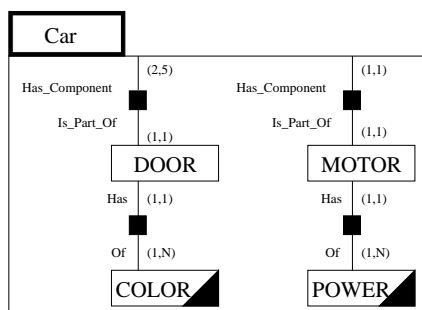 Car
(2,5) (1,1)
Has_Component Has_Component
Is_Part_Of Is_Part_Of
(1,1) (1,1)
DOOR MOTOR
Has (1,1) Has (1,1)
Of (1,N) Of (1,N)
COLOR POWER